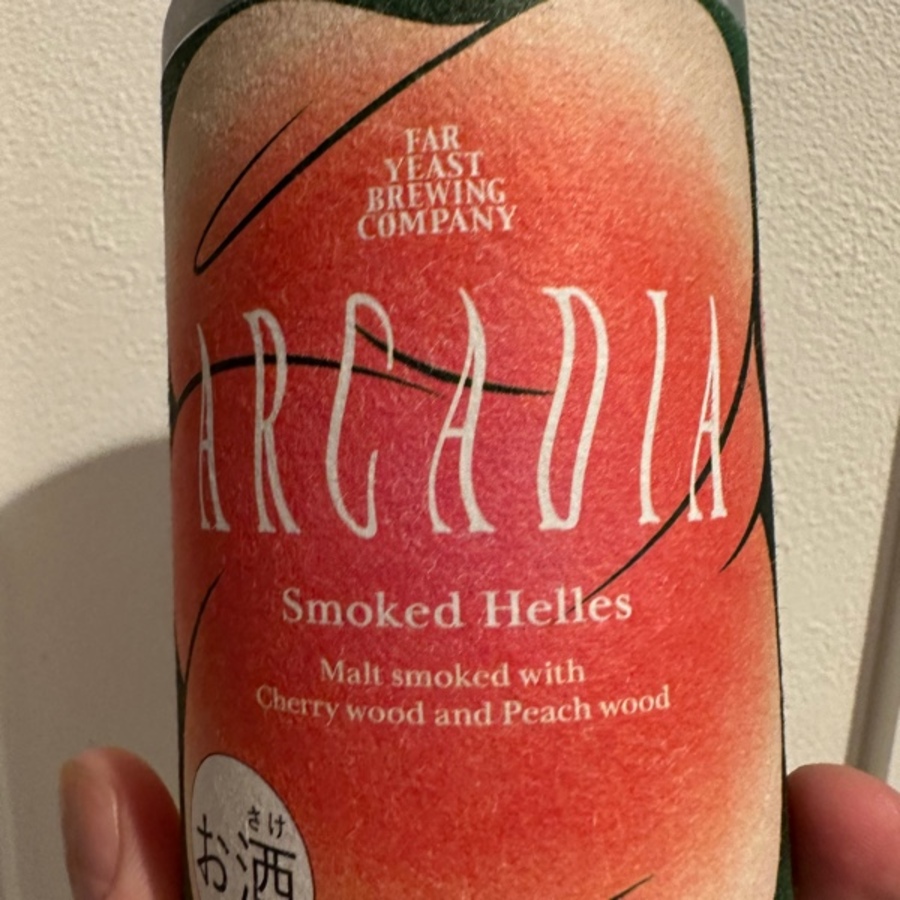 FAR
YEAST
BREWING
COMPANY
ARCADIA
Smoked Helles
Malt smoked with
Cherry wood and Peach wood
さけ
お酒